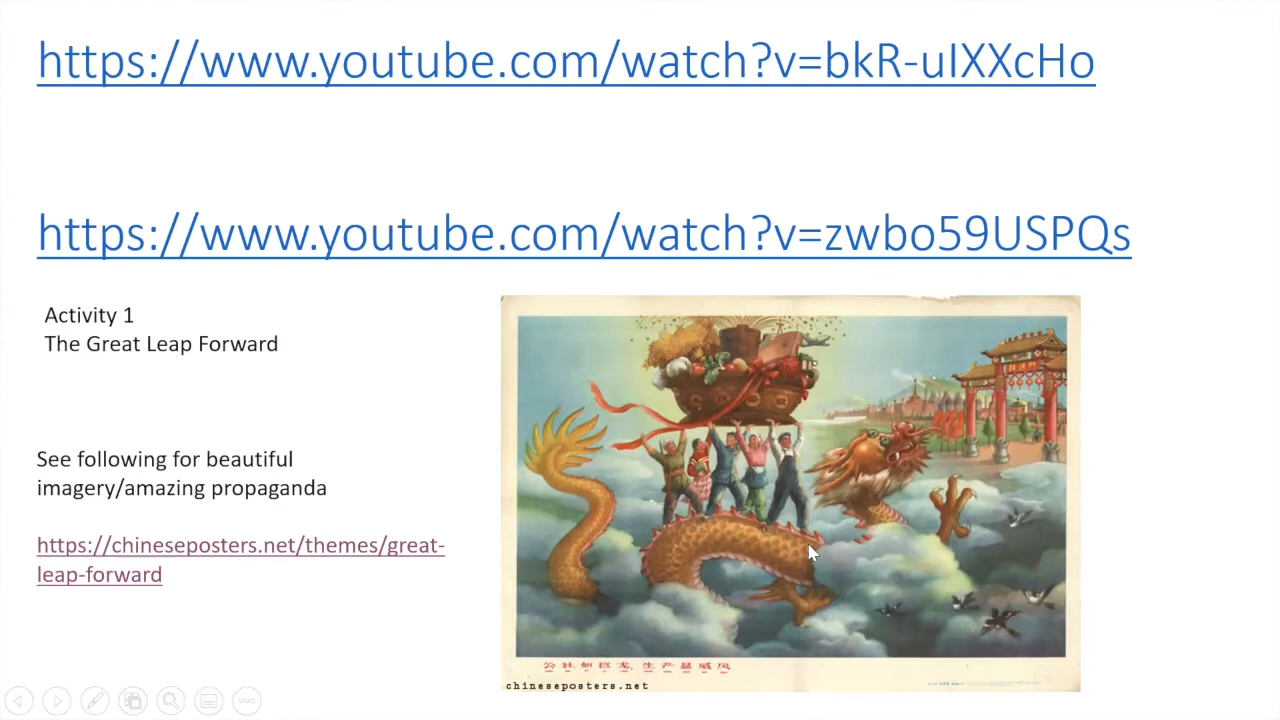 https://www.youtube.com/watch?v=bkR-uIXXcHo
https://www.youtube.com/watch?v=zwbo59USPQs
Activity 1
The Great Leap Forward
See following for beautiful
imagery/amazing propaganda
https://chineseposters.net/themes/great-
leap-forward
公社如巨龙，生产显威风
chineseposters.net